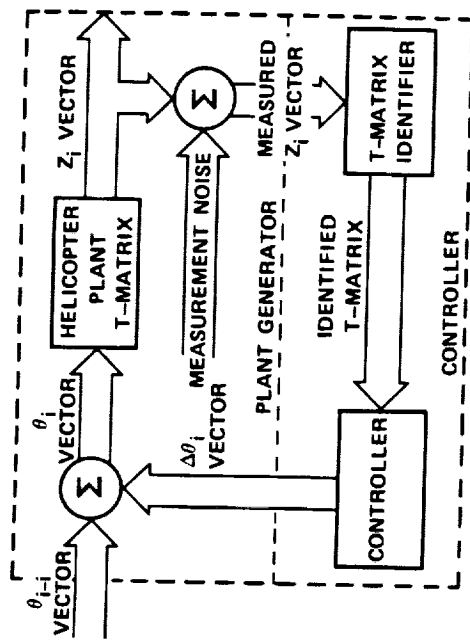 θi–i
VECTOR
Σ
θi
VECTOR
HELICOPTER
PLANT
T-MATRIX
Zi VECTOR
Σ
MEASUREMENT NOISE
MEASURED
Zi VECTOR
Δθi
VECTOR
PLANT GENERATOR
CONTROLLER
IDENTIFIED
T-MATRIX
T-MATRIX
IDENTIFIER
CONTROLLER